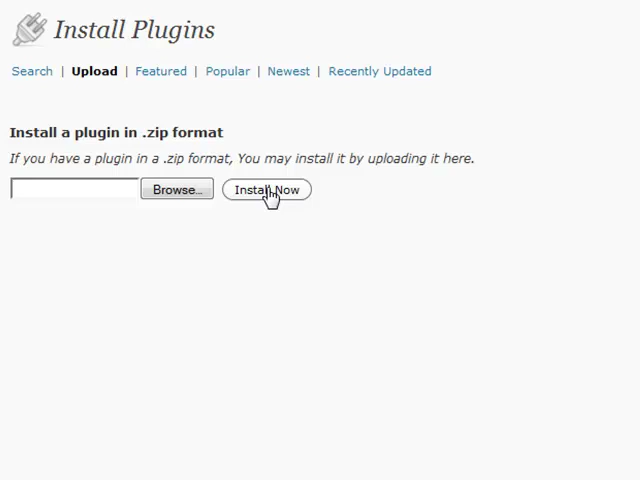 Install Plugins
Search | Upload | Featured | Popular | Newest | Recently Updated
Install a plugin in .zip format
If you have a plugin in a .zip format, You may install it by uploading it here.
Browse... Install Now